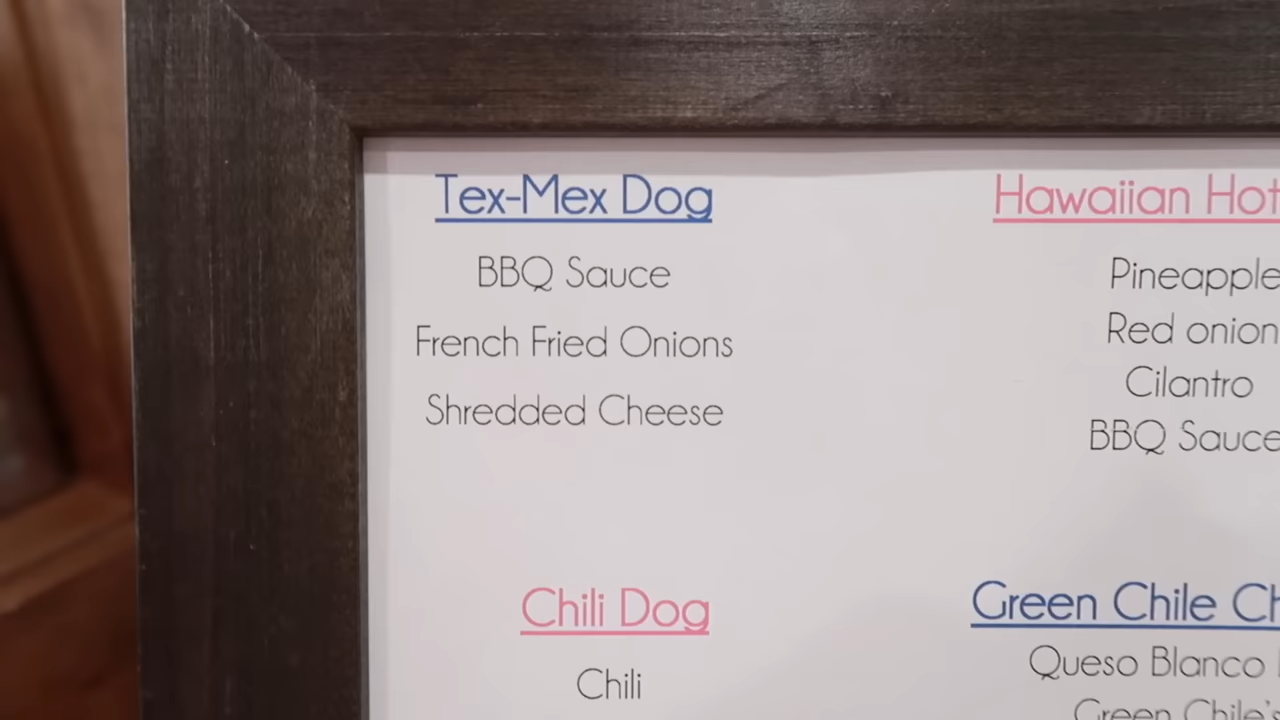 Tex-Mex Dog
BBQ Sauce
French Fried Onions
Shredded Cheese
Hawaiian Hot
Pineapple
Red onion
Cilantro
BBQ Sauce
Chili Dog
Chili
Green Chile
Queso Blanco
Green Chile's